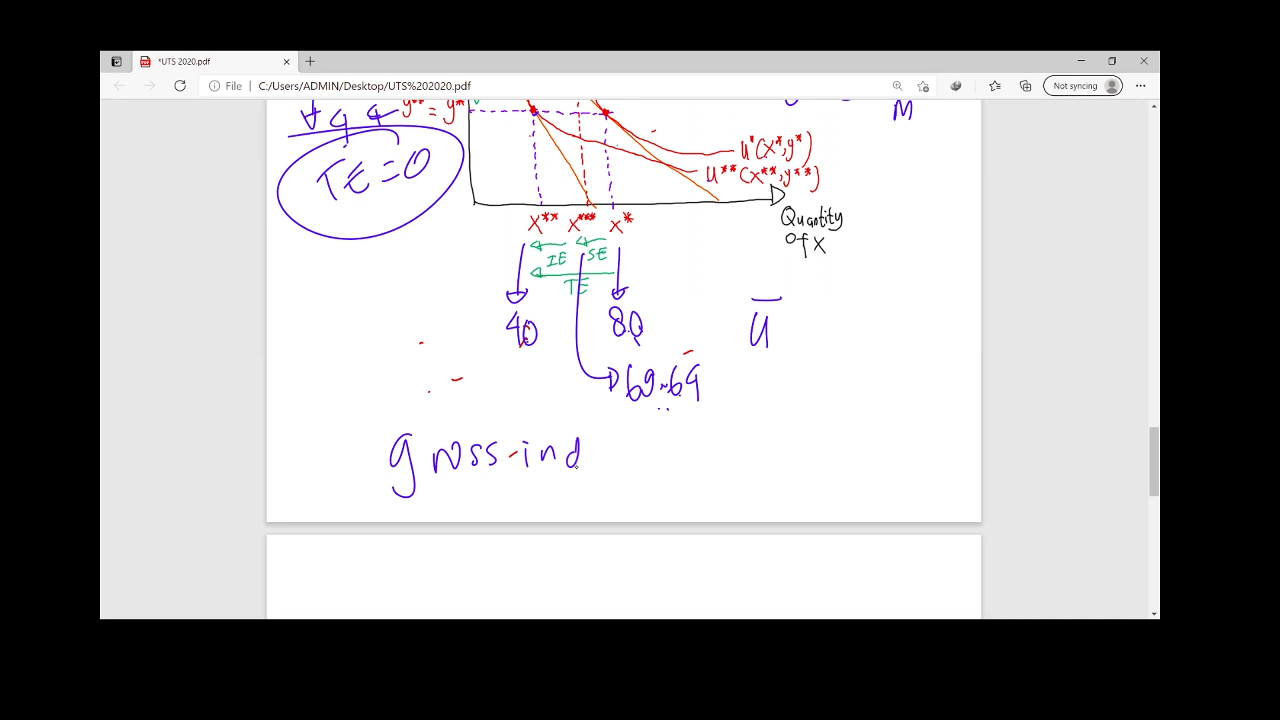 *UTS 2020.pdf
File C:/Users/ADMIN/Desktop/UTS%202020.pdf Not syncing
y** = y*
M
TE=0
u*(x*,y*)
u**(x**,y**)
x** x*** x*
Quantity
of x
IE SE
TE
40 80
u
69.69
gross-ind